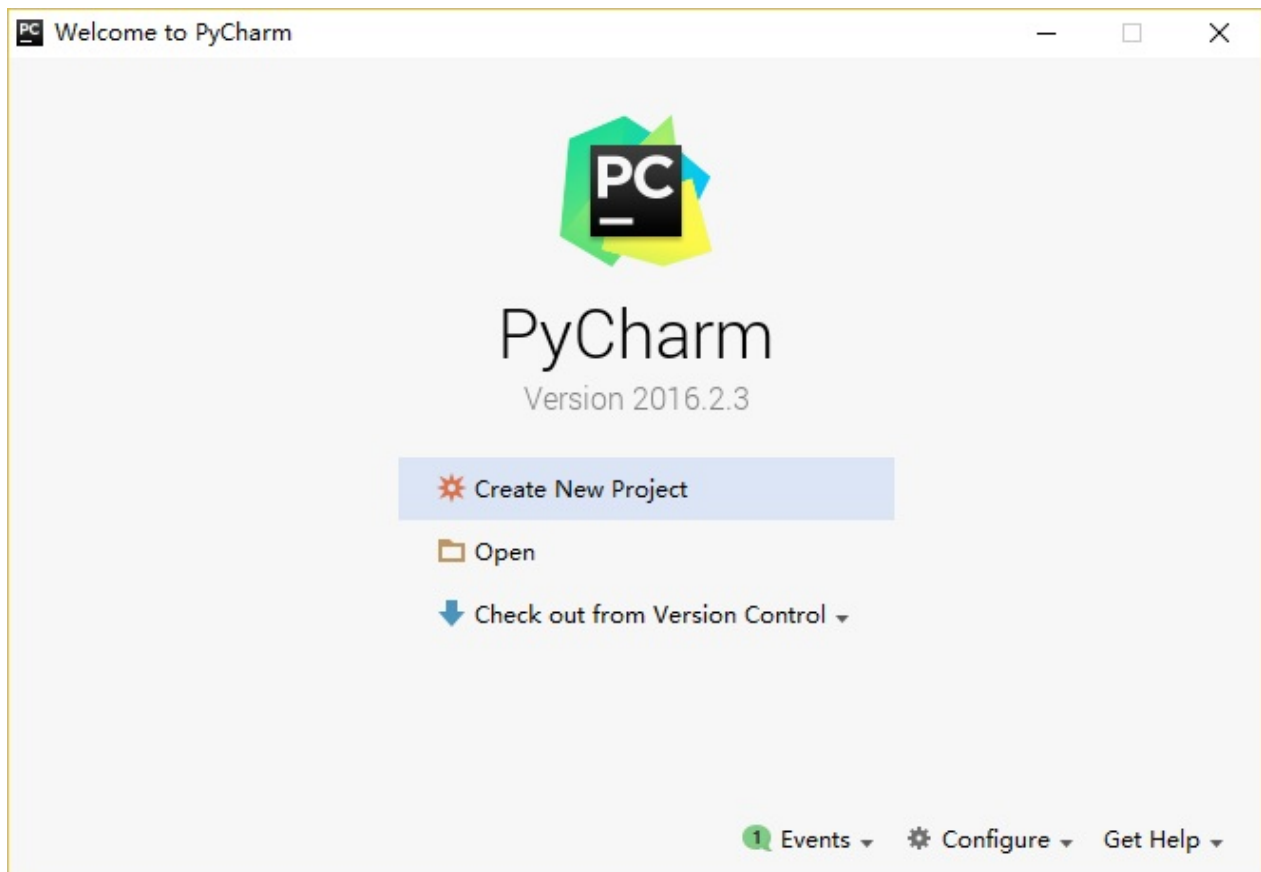 PC Welcome to PyCharm
PC
PyCharm
Version 2016.2.3
Create New Project
Open
Check out from Version Control
1 Events Configure Get Help